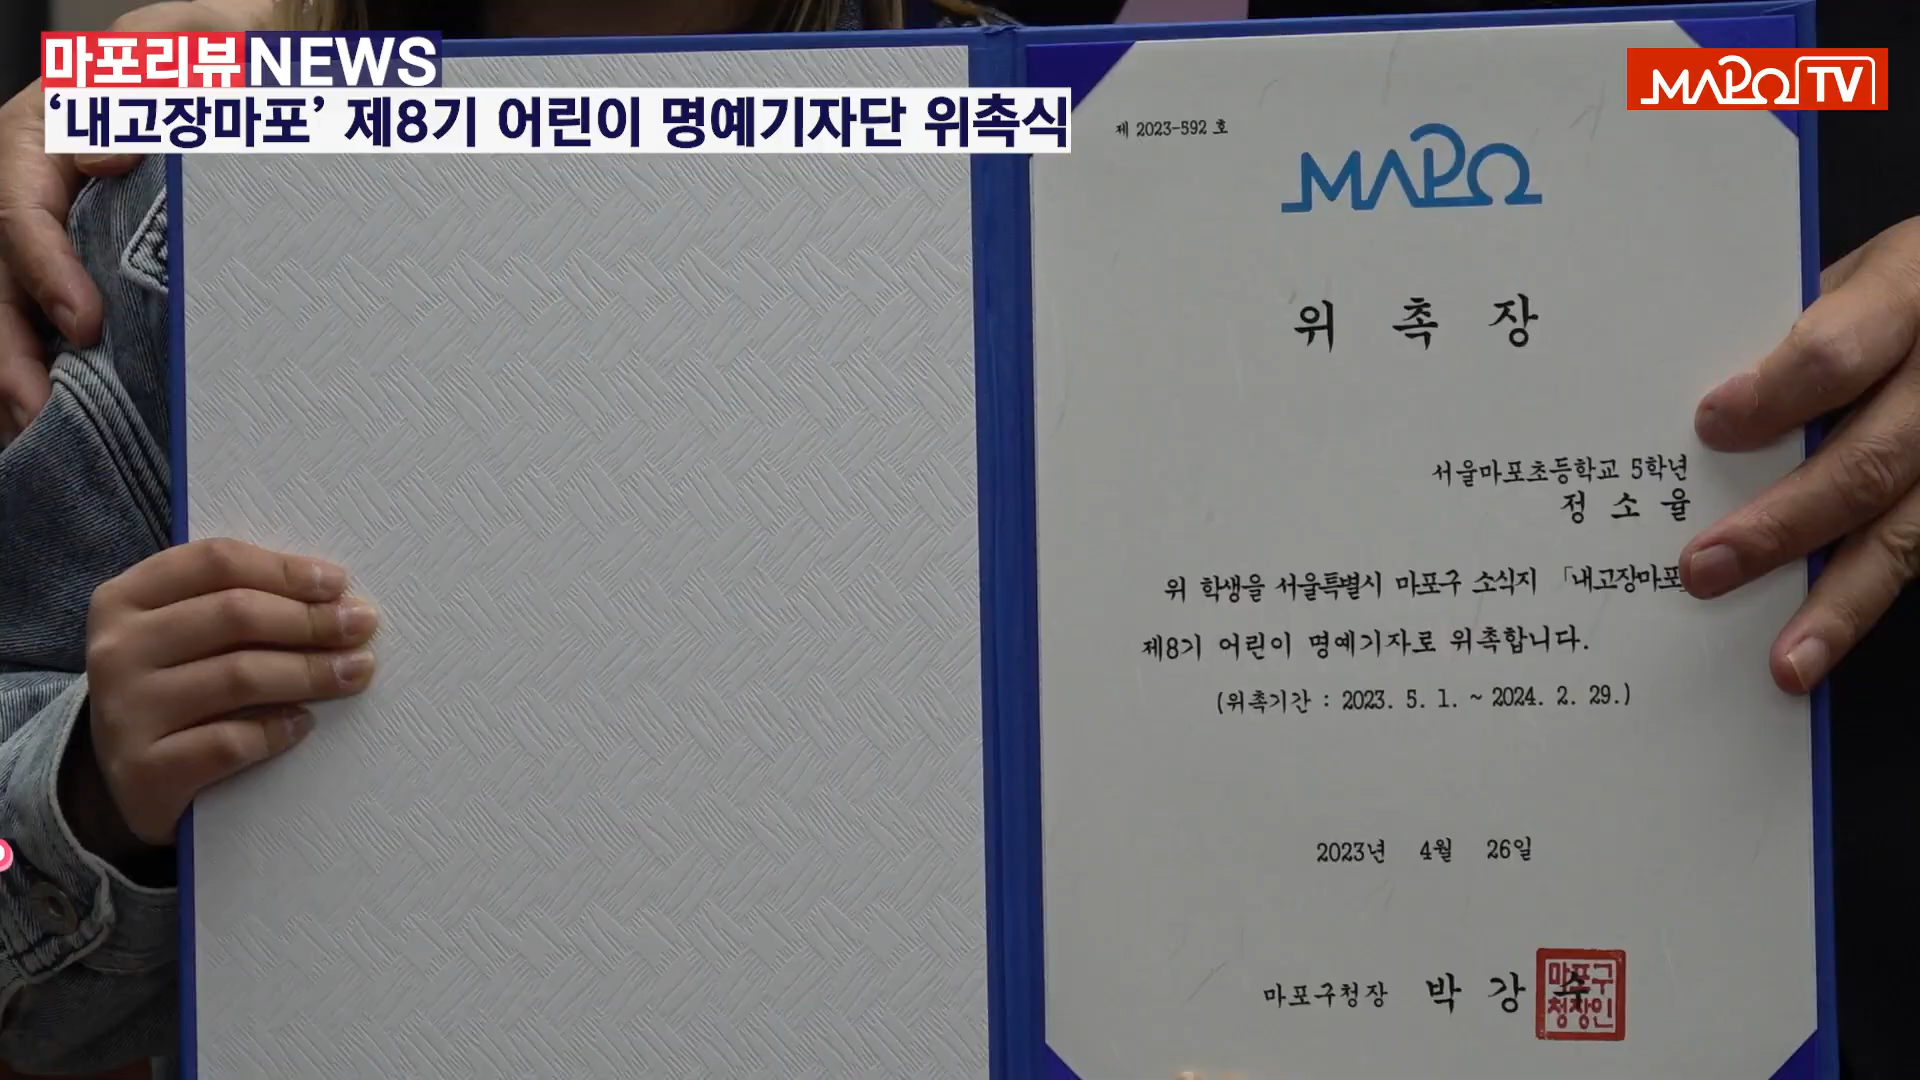 마포리뷰NEWS
‘내고장마포’ 제8기 어린이 명예기자단 위촉식
MAPO TV
제 2023-592 호
MAPO
위 촉 장
서울마포초등학교 5학년
정 소 율
위 학생을 서울특별시 마포구 소식지 「내고장마포」
제8기 어린이 명예기자로 위촉합니다.
(위촉기간 : 2023. 5. 1. ~ 2024. 2. 29.)
2023년 4월 26일
마포구청장 박 강 수
마포구
청장인